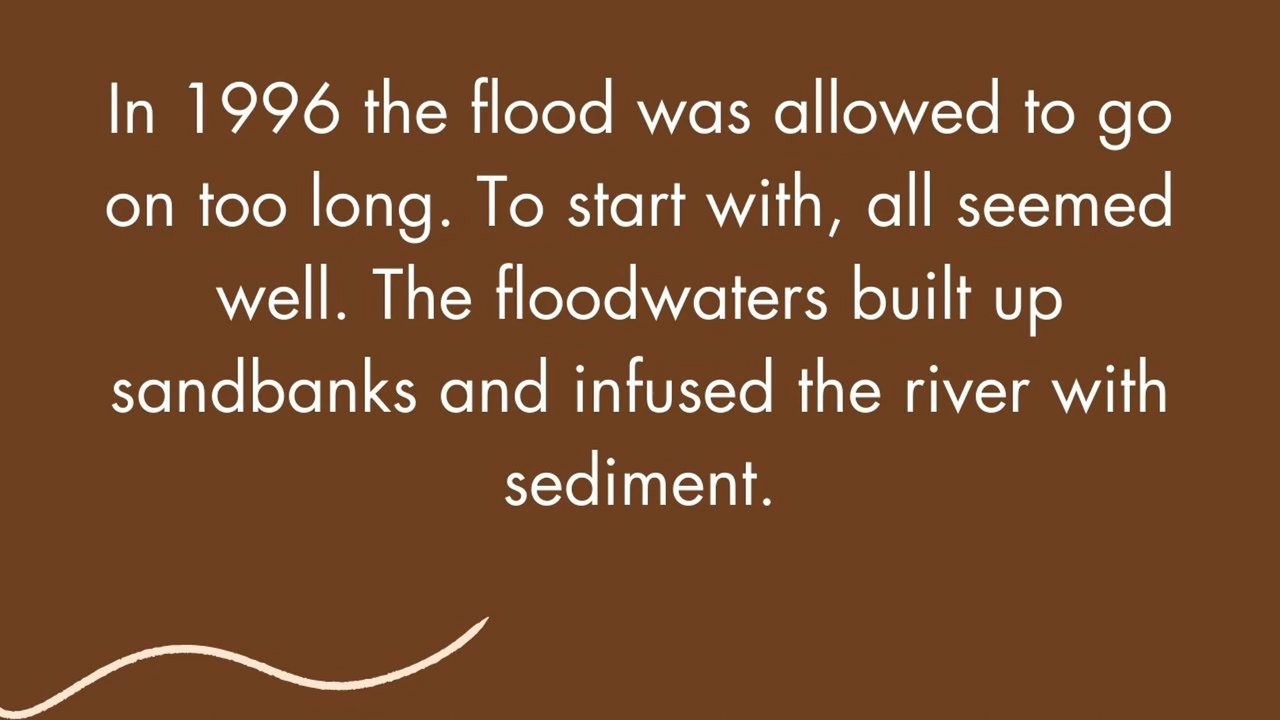 In 1996 the flood was allowed to go
on too long. To start with, all seemed
well. The floodwaters built up
sandbanks and infused the river with
sediment.